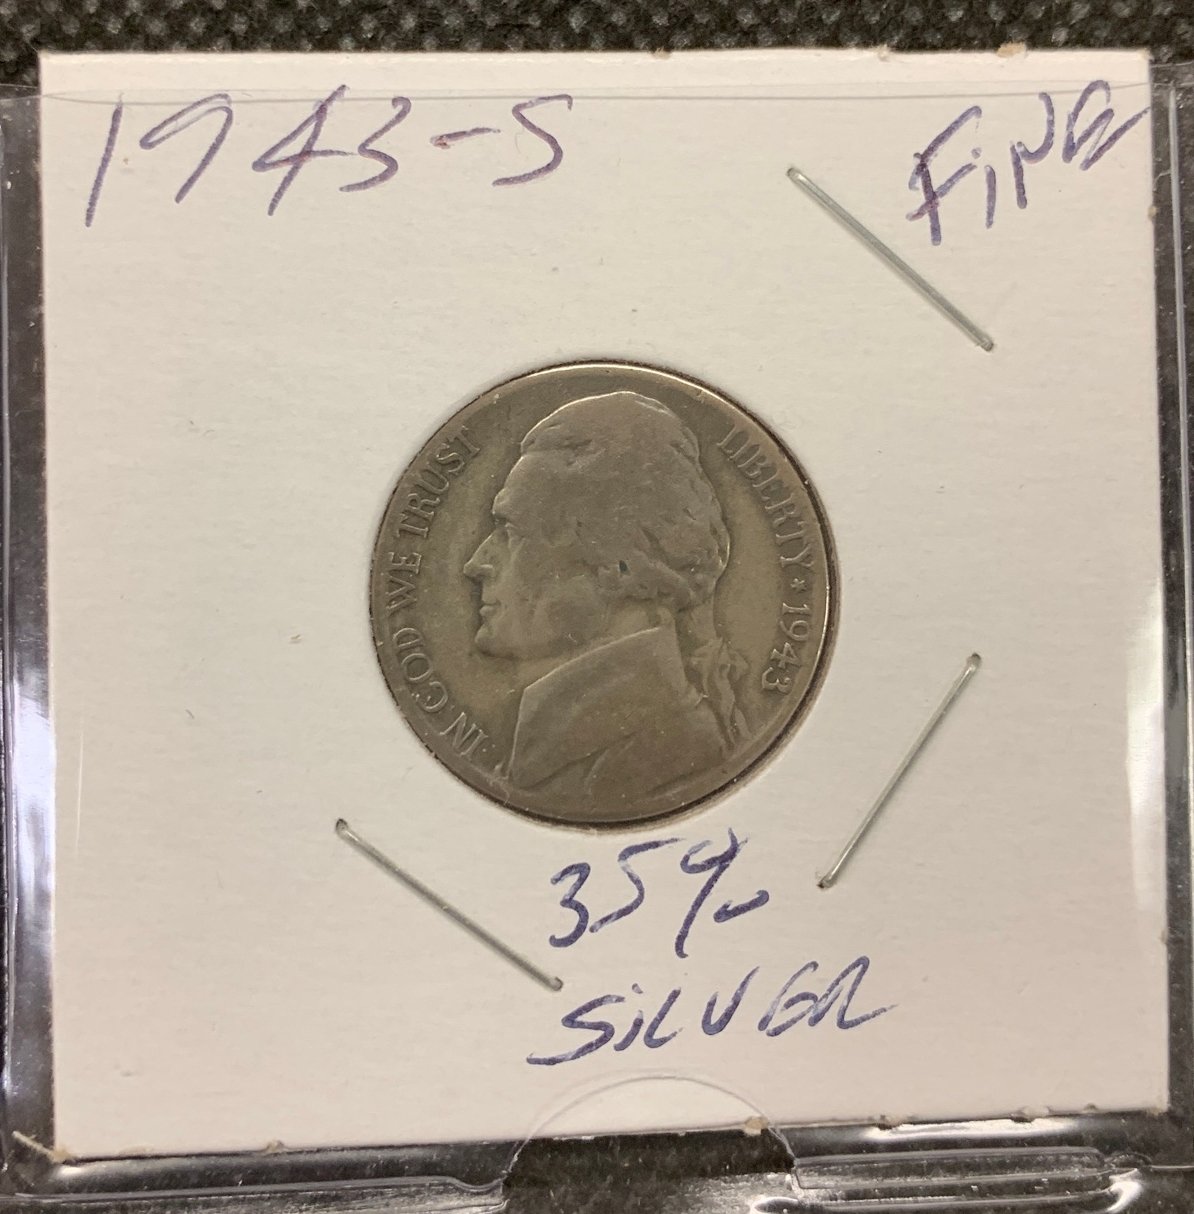 1943-S
FiNE
IN GOD WE TRUST
LIBERTY * 1943
35%
SiLVER